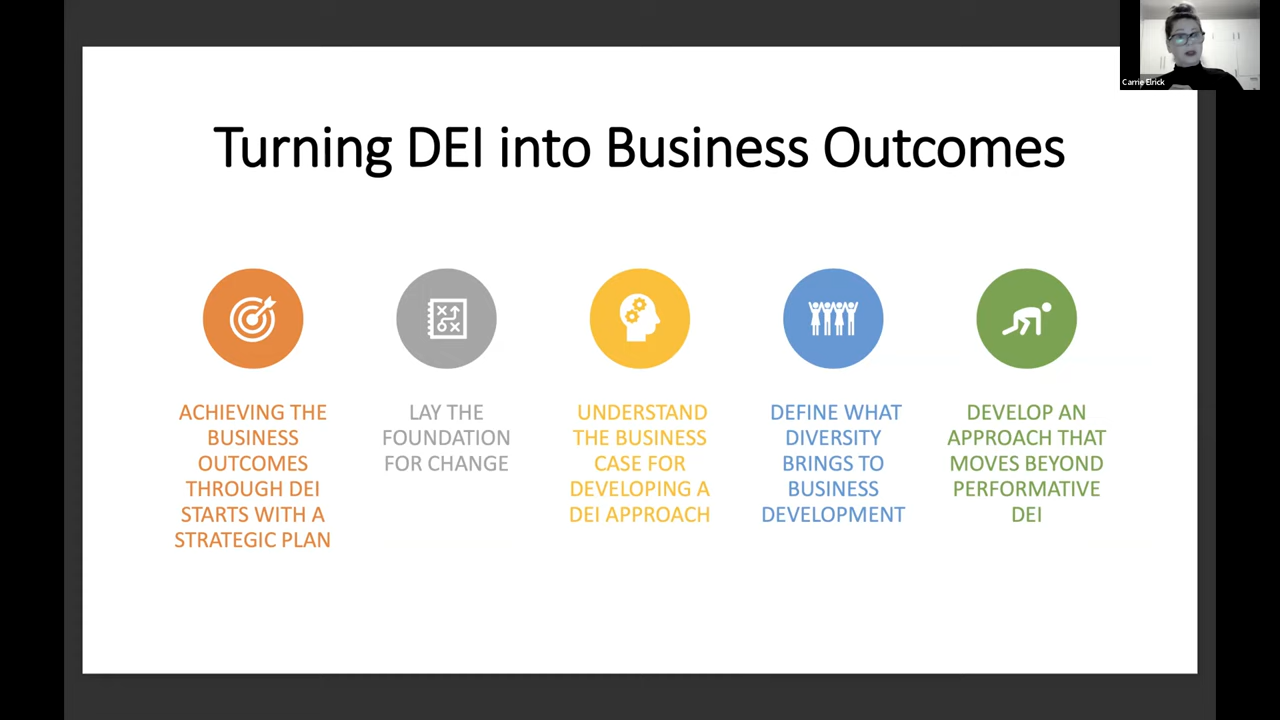 Carrie Elrick
Turning DEI into Business Outcomes
ACHIEVING THE
BUSINESS
OUTCOMES
THROUGH DEI
STARTS WITH A
STRATEGIC PLAN
LAY THE
FOUNDATION
FOR CHANGE
UNDERSTAND
THE BUSINESS
CASE FOR
DEVELOPING A
DEI APPROACH
DEFINE WHAT
DIVERSITY
BRINGS TO
BUSINESS
DEVELOPMENT
DEVELOP AN
APPROACH THAT
MOVES BEYOND
PERFORMATIVE
DEI